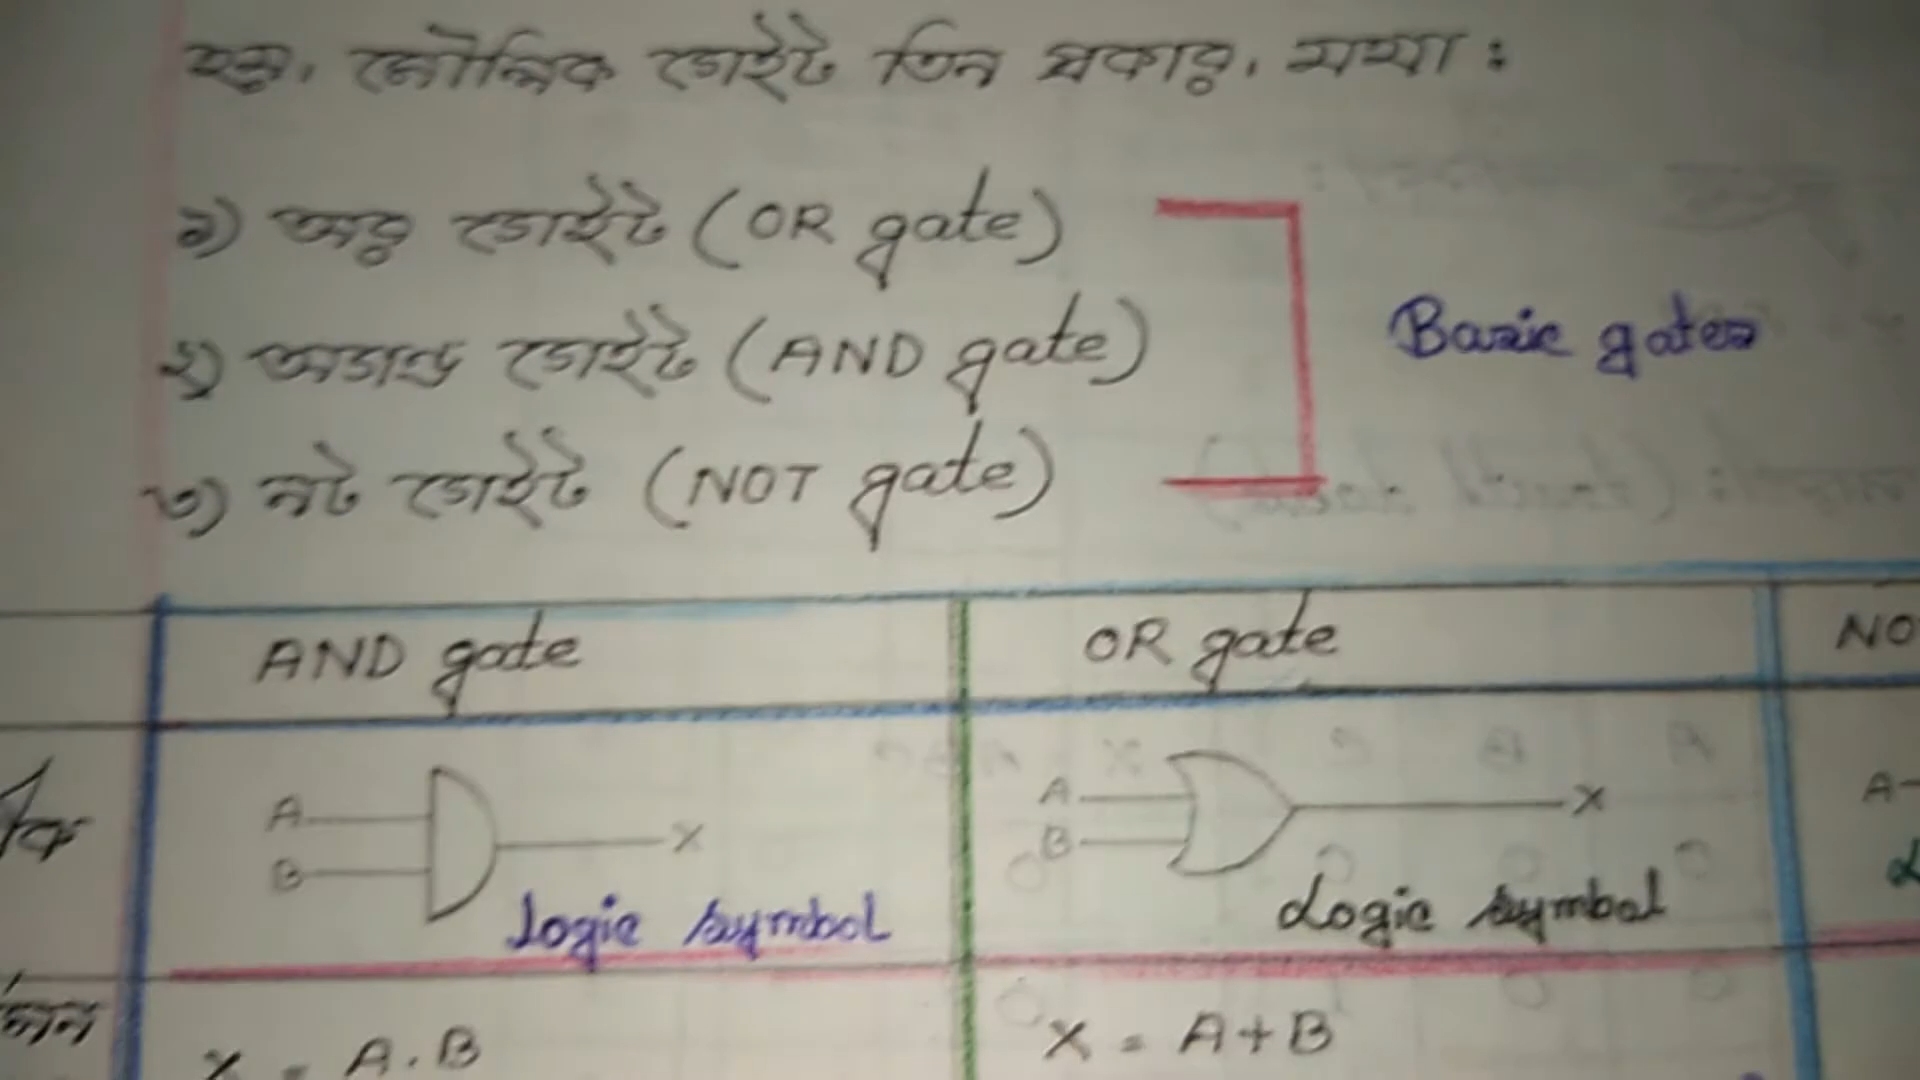 হয়। মৌলিক গেইট তিন প্রকার। যথা :
১) অর গেইট (OR gate)
২) অ্যান্ড গেইট (AND gate)
৩) নট গেইট (NOT gate)
Basic gates
AND gate
OR gate
NO
A
B
X
Logic symbol
A
B
X
Logic symbol
A
X = A.B
X = A+B